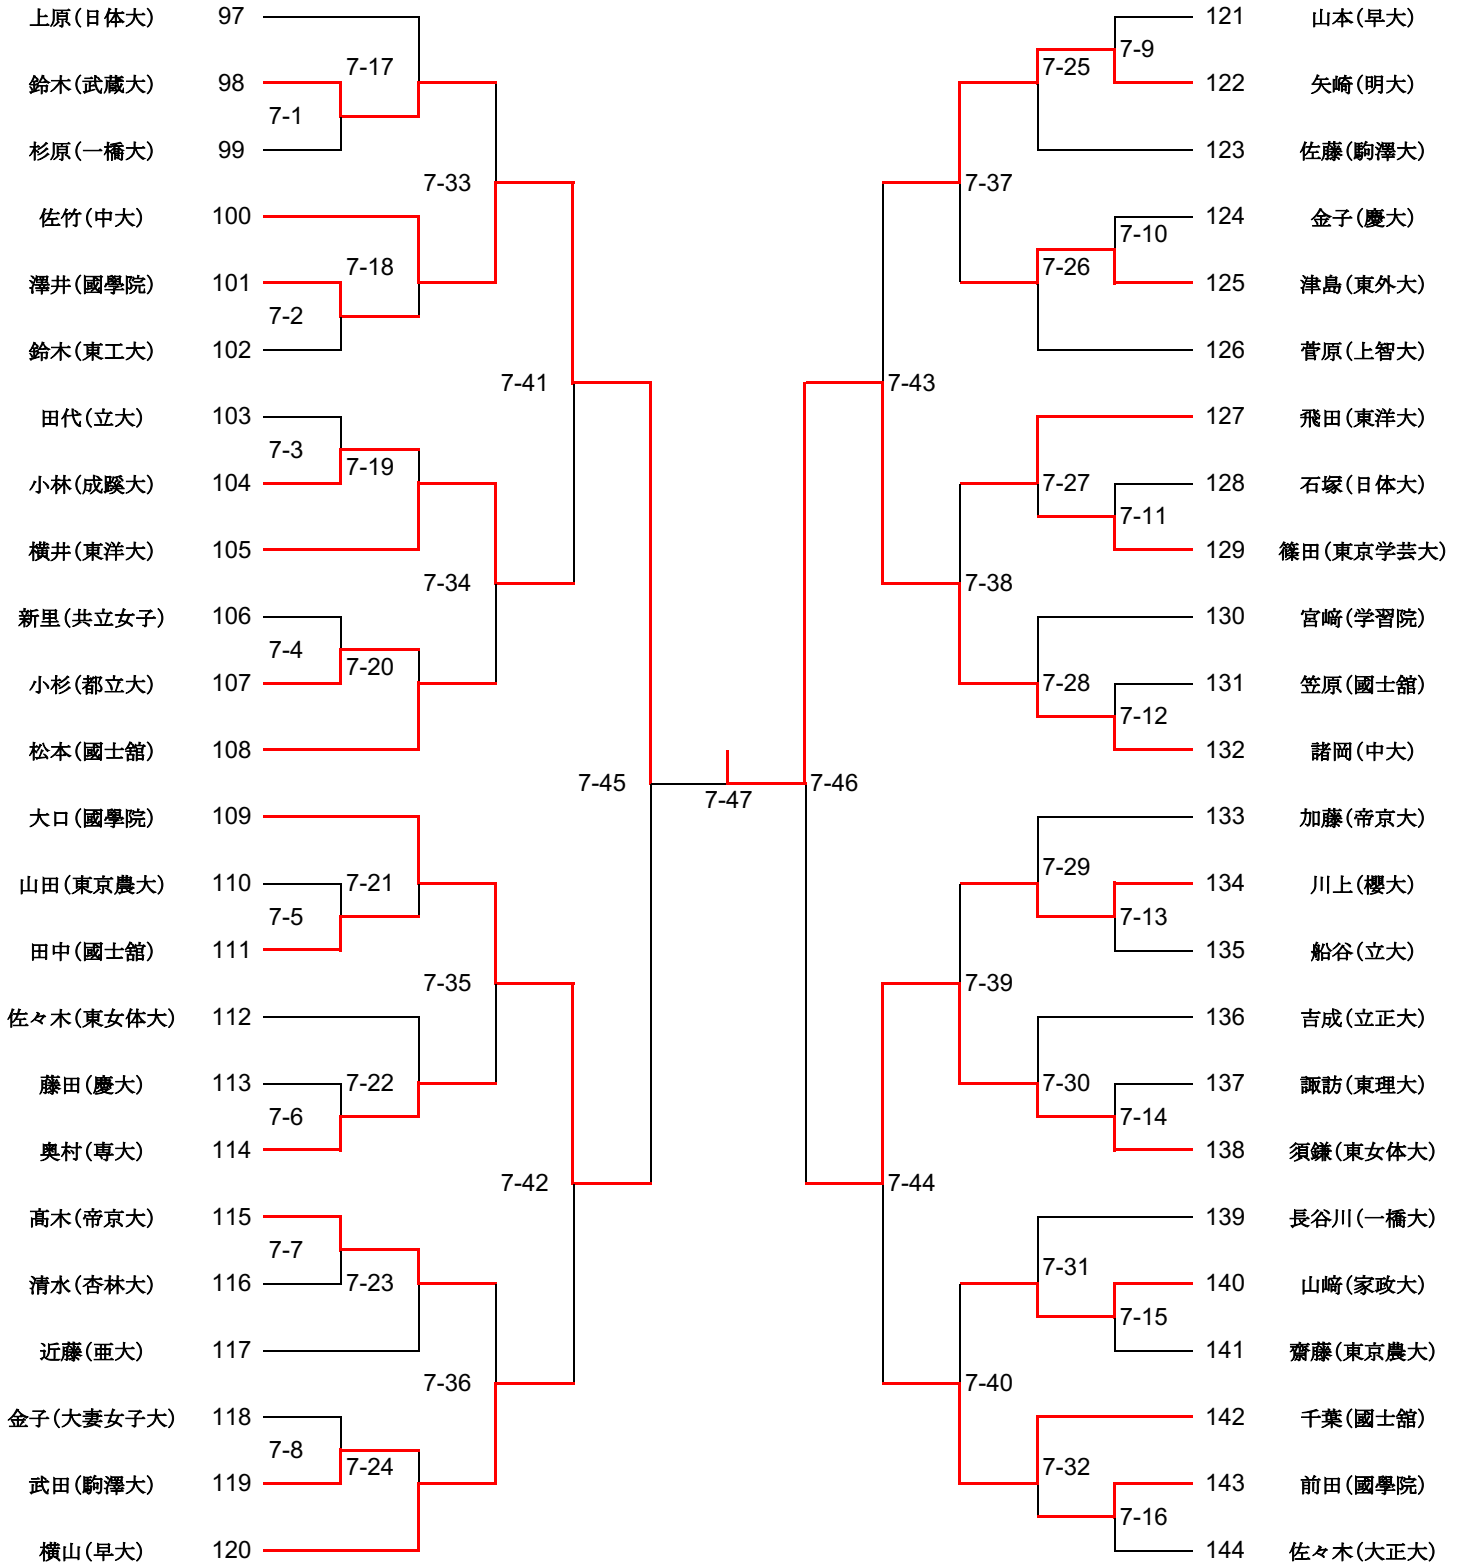 上原(日体大) 97
7-17
鈴木(武蔵大) 98
7-1
杉原(一橋大) 99
7-33
佐竹(中大) 100
7-18
澤井(國學院) 101
7-2
鈴木(東工大) 102
7-41
田代(立大) 103
7-3
7-19
小林(成蹊大) 104
横井(東洋大) 105
7-34
新里(共立女子) 106
7-4
7-20
小杉(都立大) 107
松本(國士舘) 108
7-45
大口(國學院) 109
7-21
山田(東京農大) 110
7-5
田中(國士舘) 111
7-35
佐々木(東女体大) 112
7-22
藤田(慶大) 113
7-6
奥村(専大) 114
7-42
髙木(帝京大) 115
7-7
7-23
清水(杏林大) 116
近藤(亜大) 117
7-36
金子(大妻女子大) 118
7-8
7-24
武田(駒澤大) 119
横山(早大) 120
7-47
121 山本(早大)
7-9
7-25
122 矢崎(明大)
123 佐藤(駒澤大)
7-37
124 金子(慶大)
7-10
7-26
125 津島(東外大)
126 菅原(上智大)
7-43
127 飛田(東洋大)
7-27
128 石塚(日体大)
7-11
129 篠田(東京学芸大)
7-38
130 宮﨑(学習院)
7-28
131 笠原(國士舘)
7-12
132 諸岡(中大)
7-46
133 加藤(帝京大)
7-29
134 川上(櫻大)
7-13
135 船谷(立大)
7-39
136 吉成(立正大)
7-30
137 諏訪(東理大)
7-14
138 須鎌(東女体大)
7-44
139 長谷川(一橋大)
7-31
140 山﨑(家政大)
7-15
141 齋藤(東京農大)
7-40
142 千葉(國士舘)
7-32
143 前田(國學院)
7-16
144 佐々木(大正大)